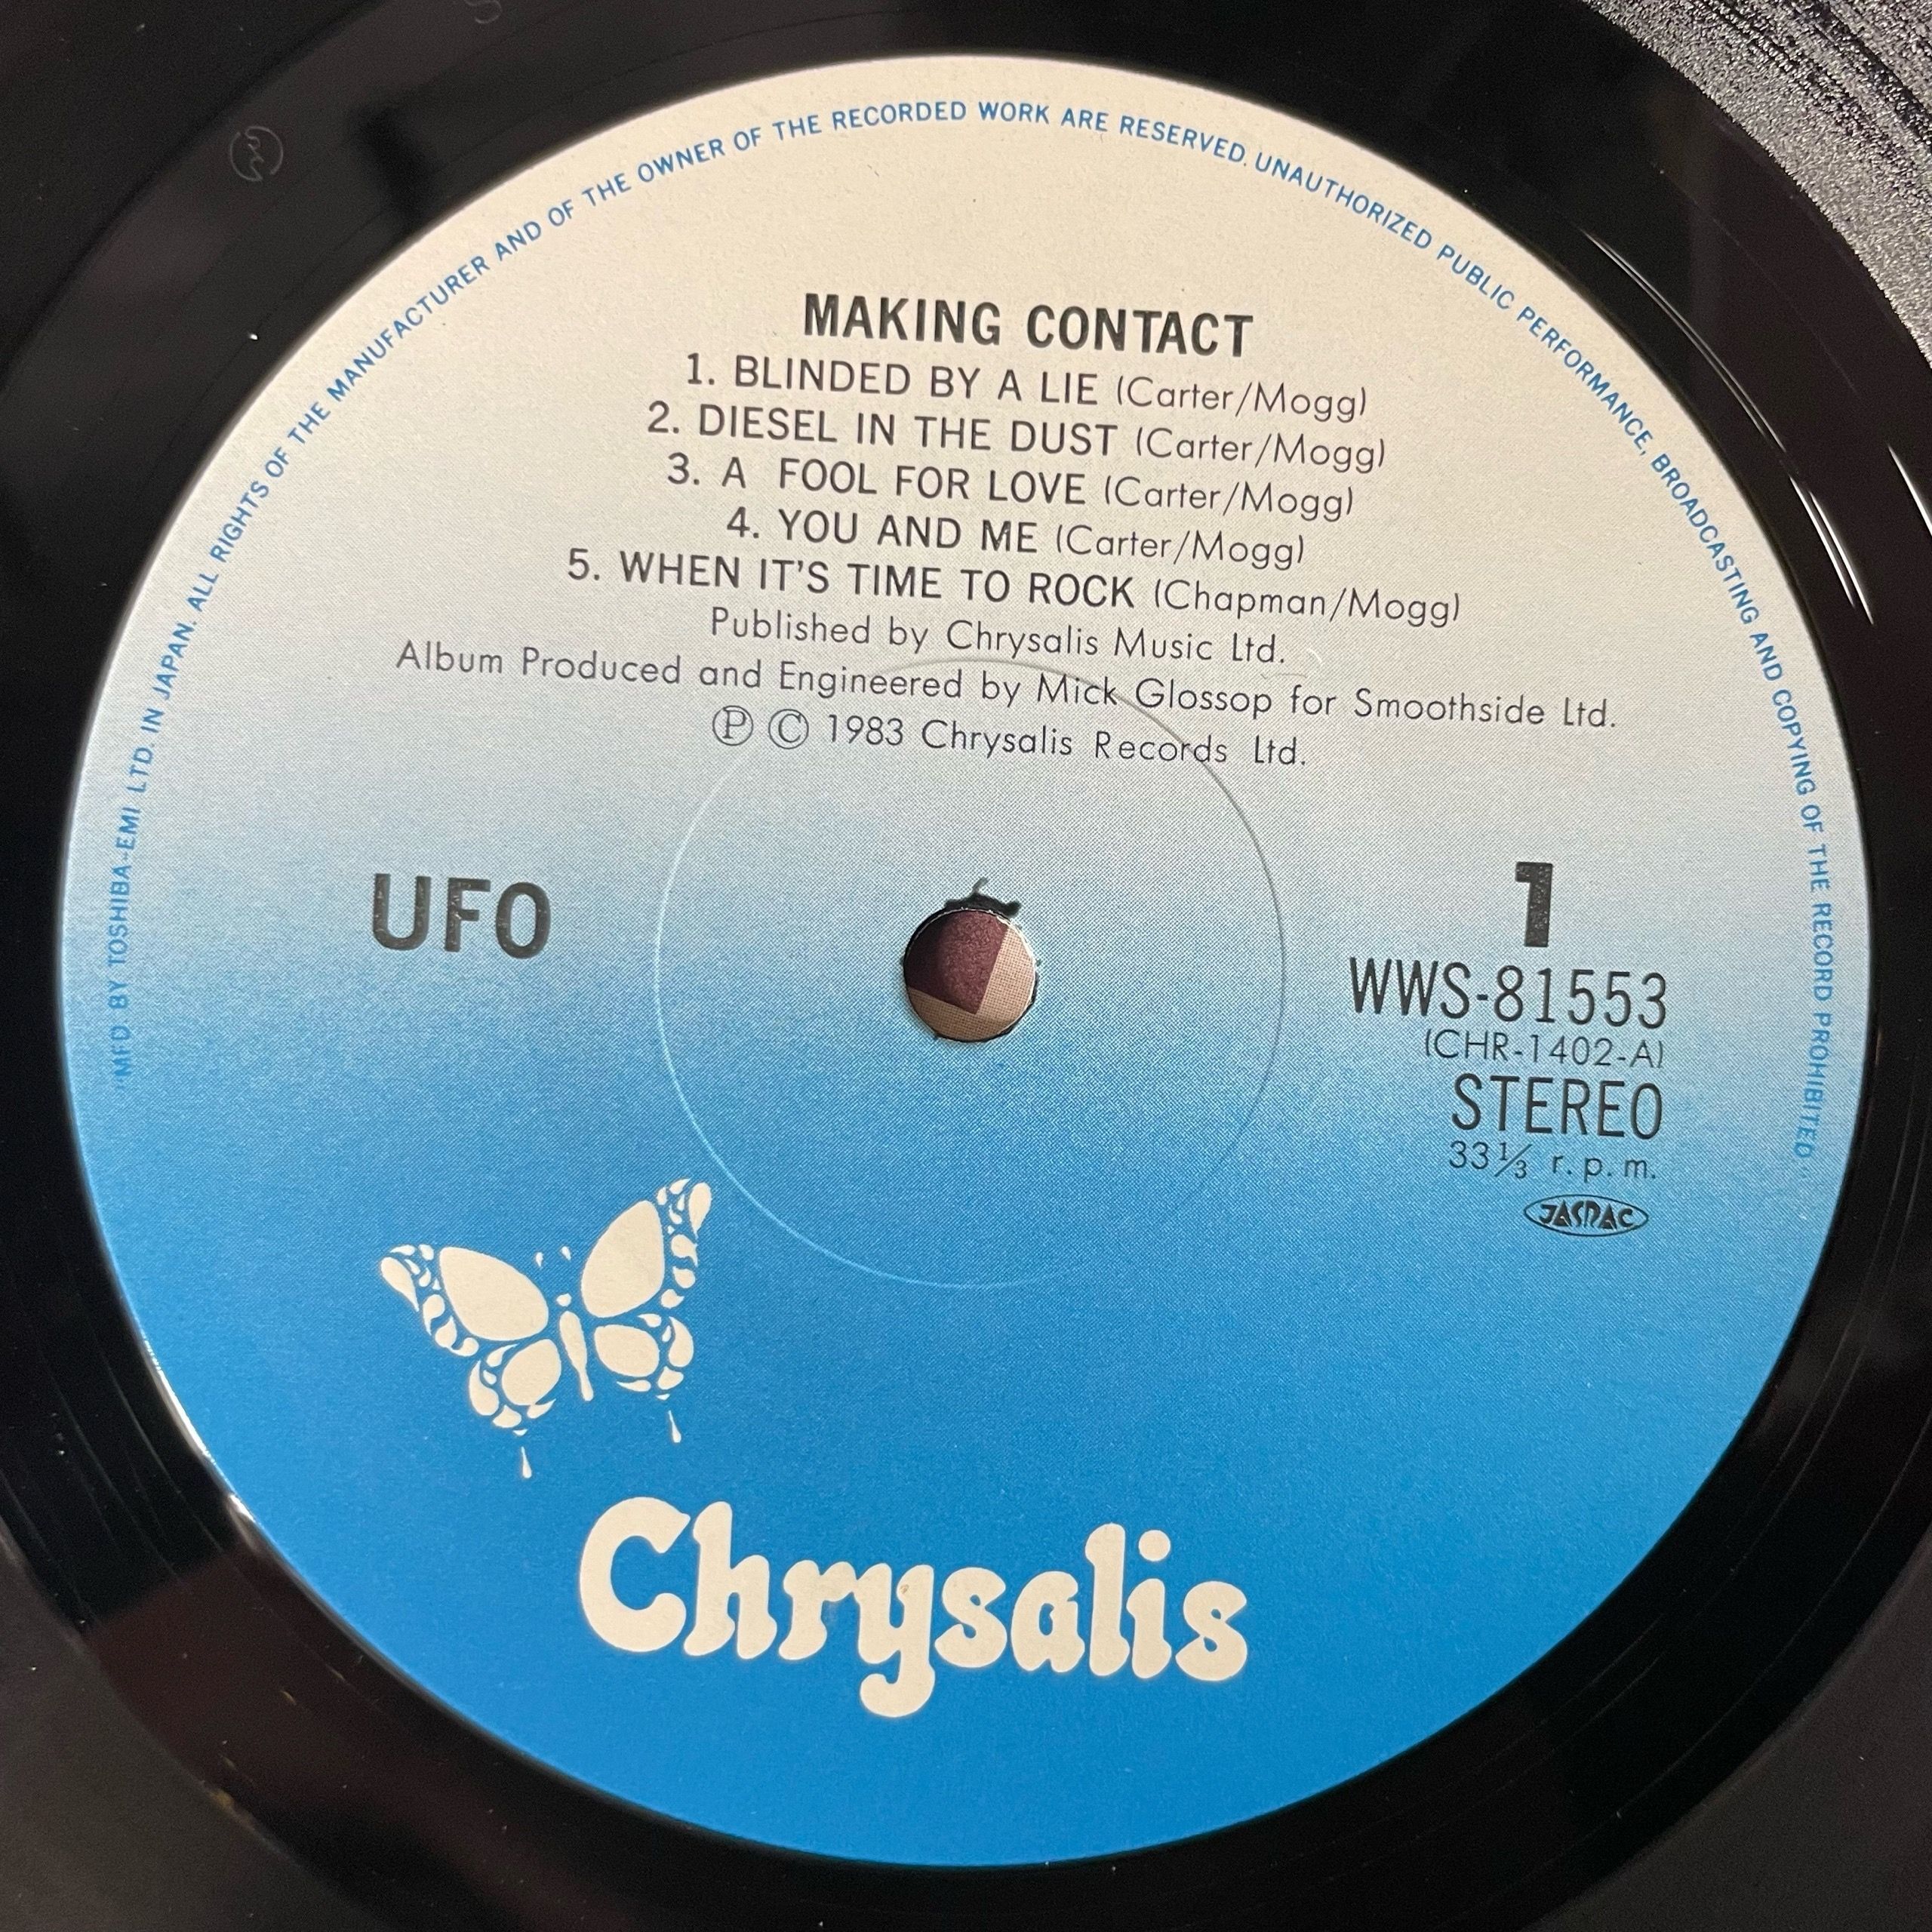 "MFD. BY TOSHIBA-EMI LTD. IN JAPAN. ALL RIGHTS OF THE MANUFACTURER AND OF THE OWNER OF THE RECORDED WORK ARE RESERVED. UNAUTHORIZED PUBLIC PERFORMANCE, BROADCASTING AND COPYING OF THE RECORD PROHIBITED."
MAKING CONTACT
1. BLINDED BY A LIE (Carter/Mogg)
2. DIESEL IN THE DUST (Carter/Mogg)
3. A FOOL FOR LOVE (Carter/Mogg)
4. YOU AND ME (Carter/Mogg)
5. WHEN IT'S TIME TO ROCK (Chapman/Mogg)
Published by Chrysalis Music Ltd.
Album Produced and Engineered by Mick Glossop for Smoothside Ltd.
Ⓟ Ⓒ 1983 Chrysalis Records Ltd.
UFO
1
WWS-81553
(CHR-1402-A)
STEREO
33⅓ r.p.m.
JASRAC
Chrysalis